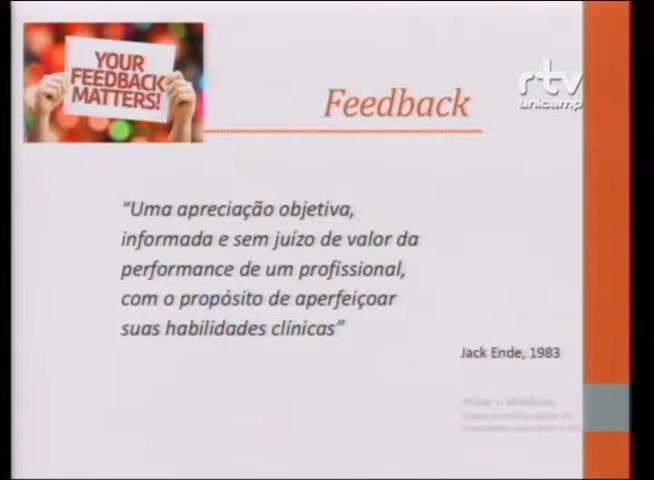 YOUR
FEEDBACK
MATTERS!
Feedback
rtv
unicamp
“Uma apreciação objetiva,
informada e sem juízo de valor da
performance de um profissional,
com o propósito de aperfeiçoar
suas habilidades clínicas”
Jack Ende, 1983
Ativar o Windows